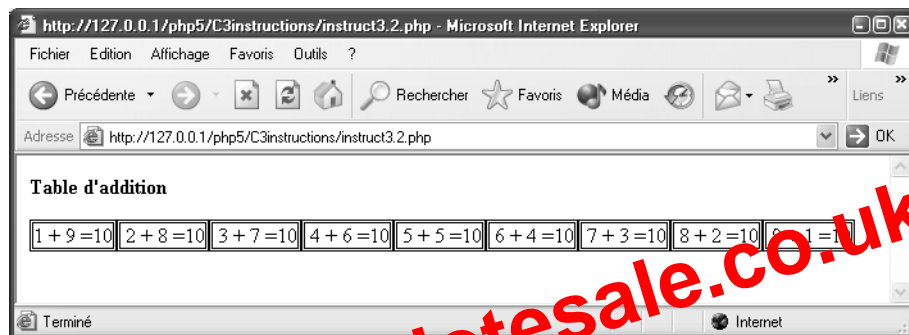 http://127.0.0.1/php5/C3instructions/instruct3.2.php - Microsoft Internet Explorer
Fichier Edition Affichage Favoris Outils ?
Précédente Rechercher Favoris Média » Liens »
Adresse http://127.0.0.1/php5/C3instructions/instruct3.2.php OK
Table d'addition
1 + 9 =10 2 + 8 =10 3 + 7 =10 4 + 6 =10 5 + 5 =10 6 + 4 =10 7 + 3 =10 8 + 2 =10 1 =10
Terminé Internet